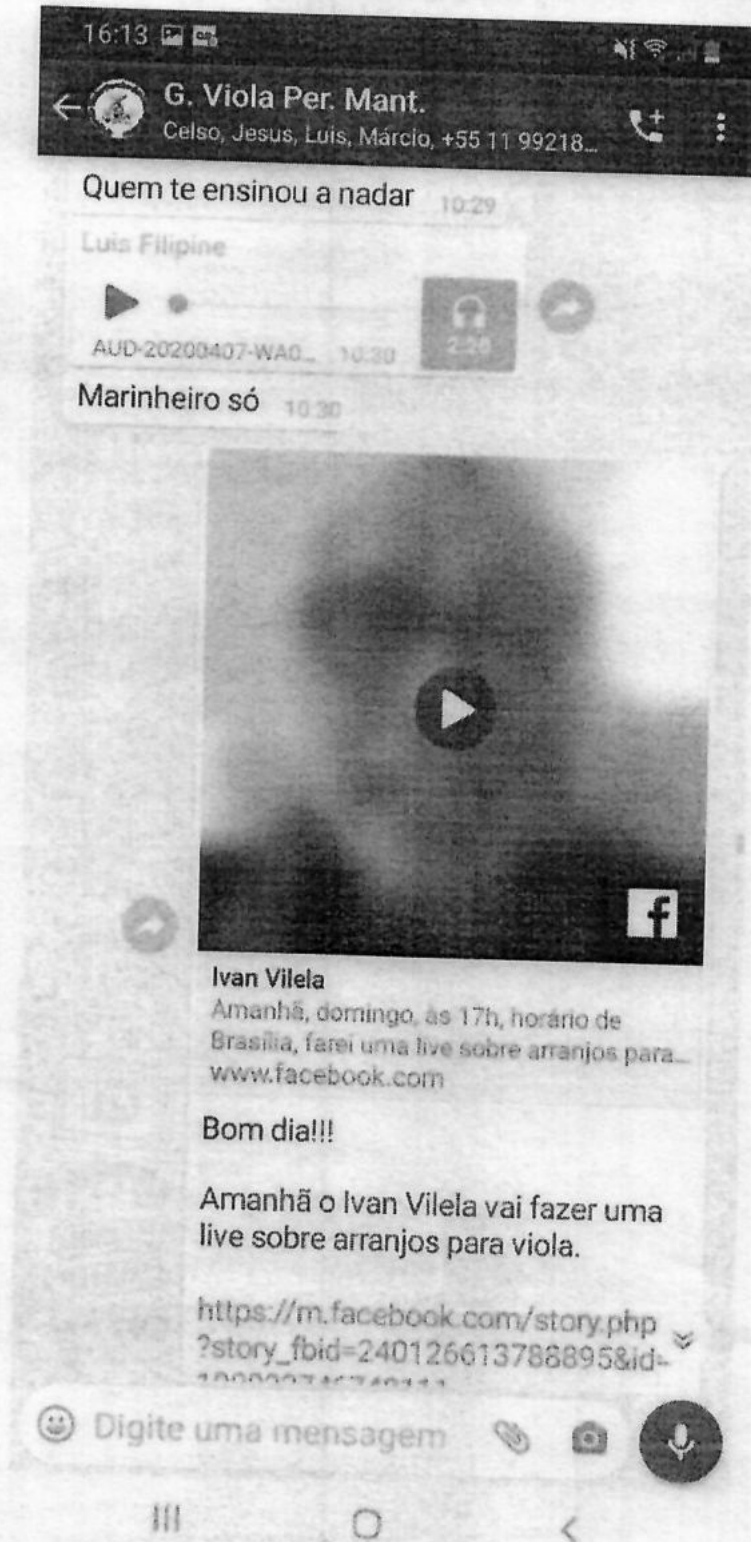 16:13
G. Viola Per. Mant.
Celso, Jesus, Luis, Márcio, +55 11 99218...
Quem te ensinou a nadar 10:29
Luis Filipine
2:20
AUD-20200407-WA0... 10:30
Marinheiro só 10:30
f
Ivan Vilela
Amanhã, domingo, às 17h, horário de
Brasília, farei uma live sobre arranjos para...
www.facebook.com
Bom dia!!!
Amanhã o Ivan Vilela vai fazer uma
live sobre arranjos para viola.
https://m.facebook.com/story.php
?story_fbid=240126613788895&id=
Digite uma mensagem